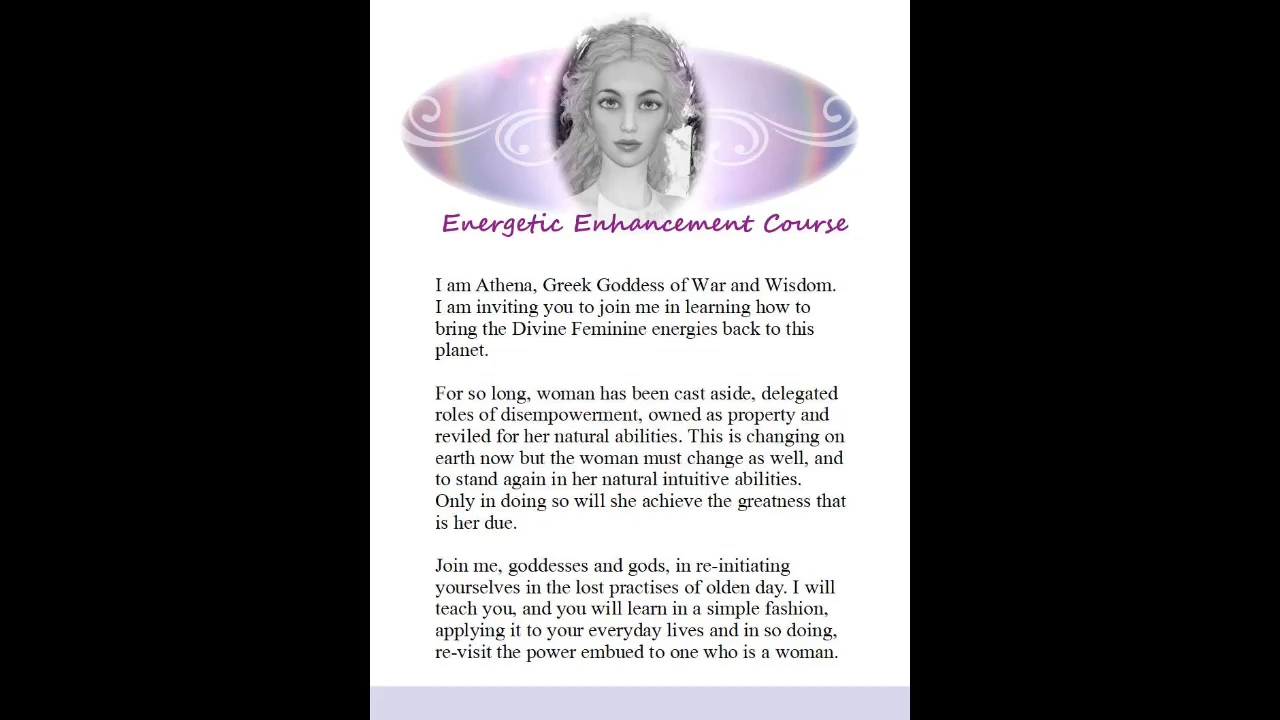 Energetic Enhancement Course
I am Athena, Greek Goddess of War and Wisdom.
I am inviting you to join me in learning how to
bring the Divine Feminine energies back to this
planet.
For so long, woman has been cast aside, delegated
roles of disempowerment, owned as property and
reviled for her natural abilities. This is changing on
earth now but the woman must change as well, and
to stand again in her natural intuitive abilities.
Only in doing so will she achieve the greatness that
is her due.
Join me, goddesses and gods, in re-initiating
yourselves in the lost practises of olden day. I will
teach you, and you will learn in a simple fashion,
applying it to your everyday lives and in so doing,
re-visit the power embued to one who is a woman.